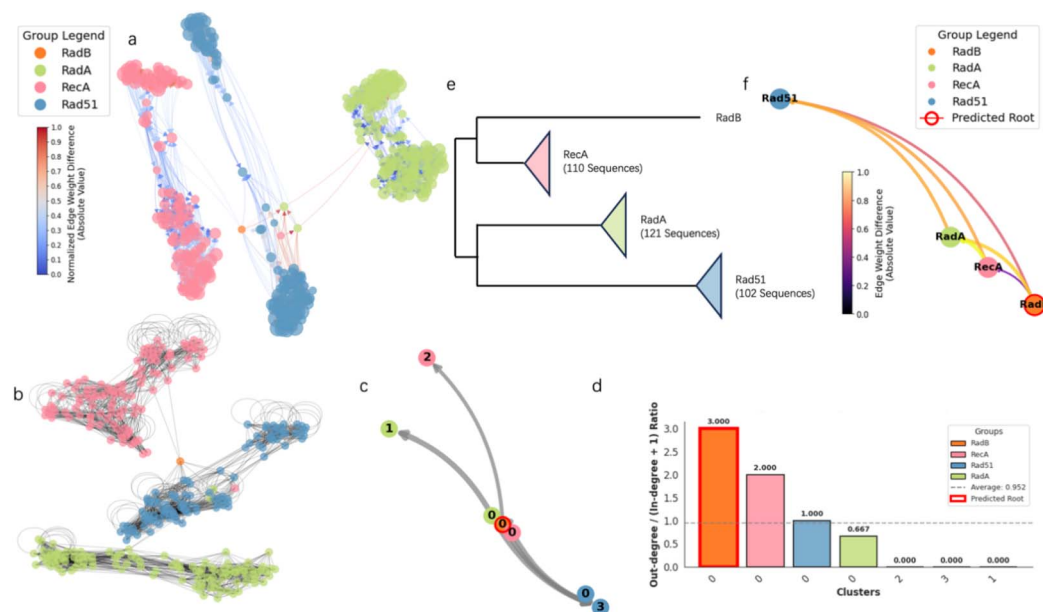 Group Legend
RadB
RadA
RecA
Rad51
a
1.0
0.9
0.8
0.7
0.6
0.5
0.4
0.3
0.2
0.1
0.0
Normalized Edge Weight Difference
(Absolute Value)
e
RadB
RecA
(110 Sequences)
RadA
(121 Sequences)
Rad51
(102 Sequences)
f
Group Legend
RadB
RadA
RecA
Rad51
Predicted Root
Rad51
RadA
RecA
Rad
1.0
0.8
0.6
0.4
0.2
0.0
Edge Weight Difference
(Absolute Value)
b
c
2
1
0
0
0
0
3
d
Out-degree / (In-degree + 1) Ratio
3.0
2.5
2.0
1.5
1.0
0.5
0.0
3.000
2.000
1.000
0.667
0.000
0.000
0.000
Groups
RadB
RecA
Rad51
RadA
Average: 0.952
Predicted Root
0
0
0
0
2
3
1
Clusters